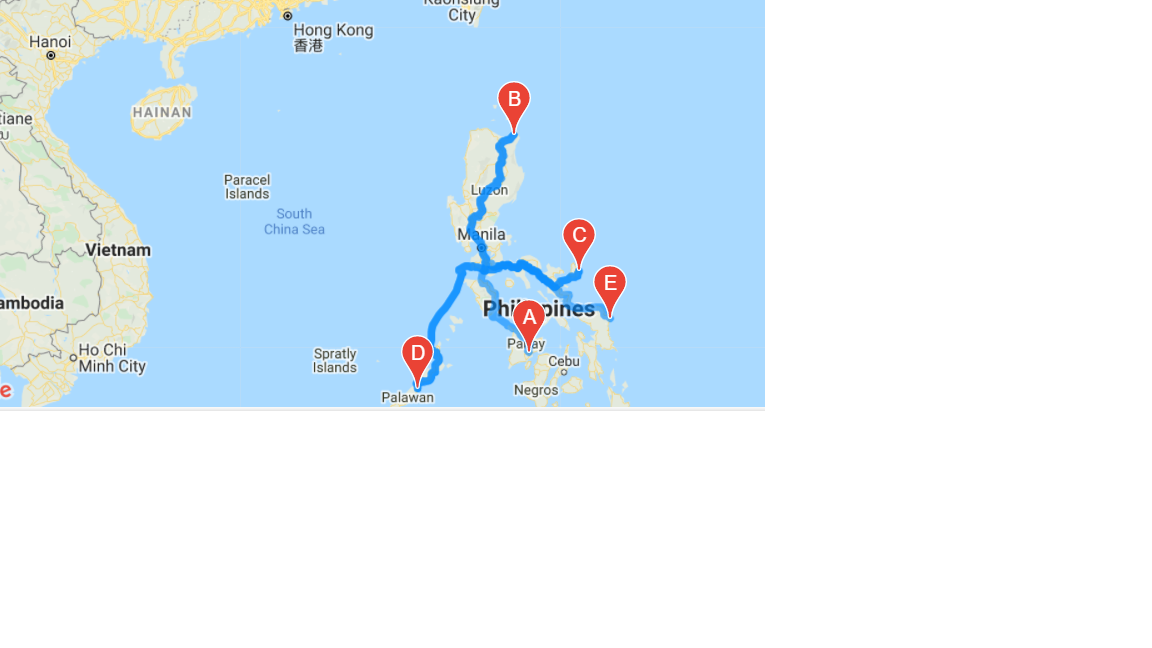 Kaohsiung
City
Hong Kong
香港
Hanoi
B
HAINAN
tiane
Paracel
Islands
Luzon
South
China Sea
Manila
C
Vietnam
E
ambodia
Philippines
A
Ho Chi
Minh City
D
Spratly
Islands
Panay
Cebu
Negros
Palawan
e